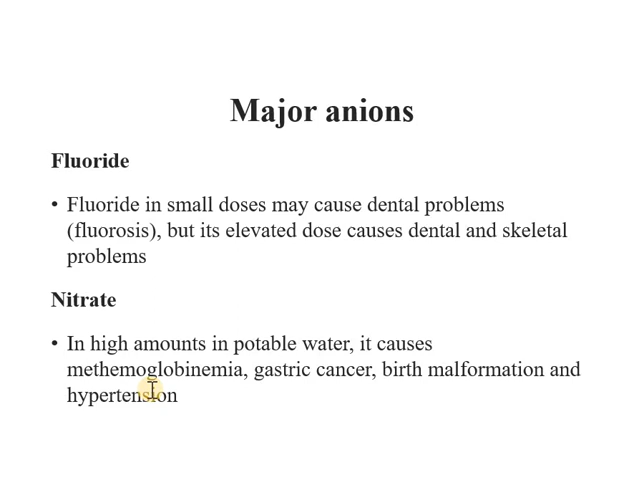 Major anions
Fluoride
• Fluoride in small doses may cause dental problems
(fluorosis), but its elevated dose causes dental and skeletal
problems
Nitrate
• In high amounts in potable water, it causes
methemoglobinemia, gastric cancer, birth malformation and
hypertension